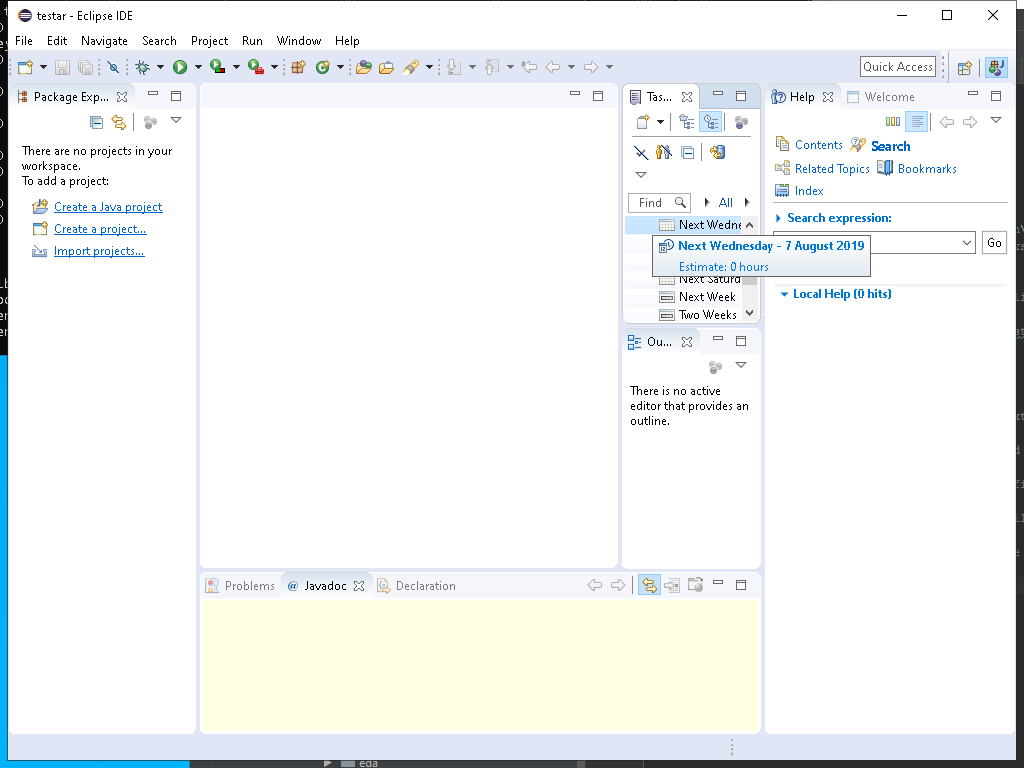 testar - Eclipse IDE
File Edit Navigate Search Project Run Window Help
Quick Access
Package Exp...
Tas...
Help
Welcome
There are no projects in your
workspace.
To add a project:
Create a Java project
Create a project...
Import projects...
Find
All
Next Wedne
Next Wednesday - 7 August 2019
Estimate: 0 hours
Next Saturd
Next Week
Two Weeks
Contents
Search
Related Topics
Bookmarks
Index
Search expression:
Go
Local Help (0 hits)
Ou...
There is no active
editor that provides an
outline.
Problems
@ Javadoc
Declaration
eda